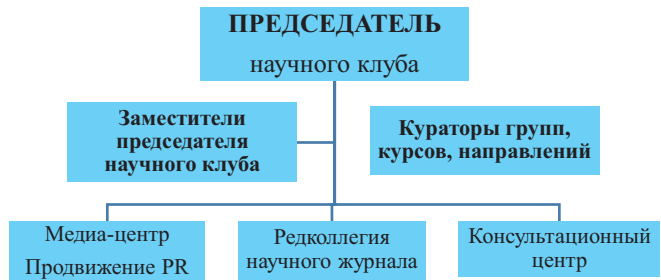 ПРЕДСЕДАТЕЛЬ
научного клуба
Заместители
председателя
научного клуба
Кураторы групп,
курсов, направлений
Медиа-центр
Продвижение PR
Редколлегия
научного журнала
Консультационный
центр